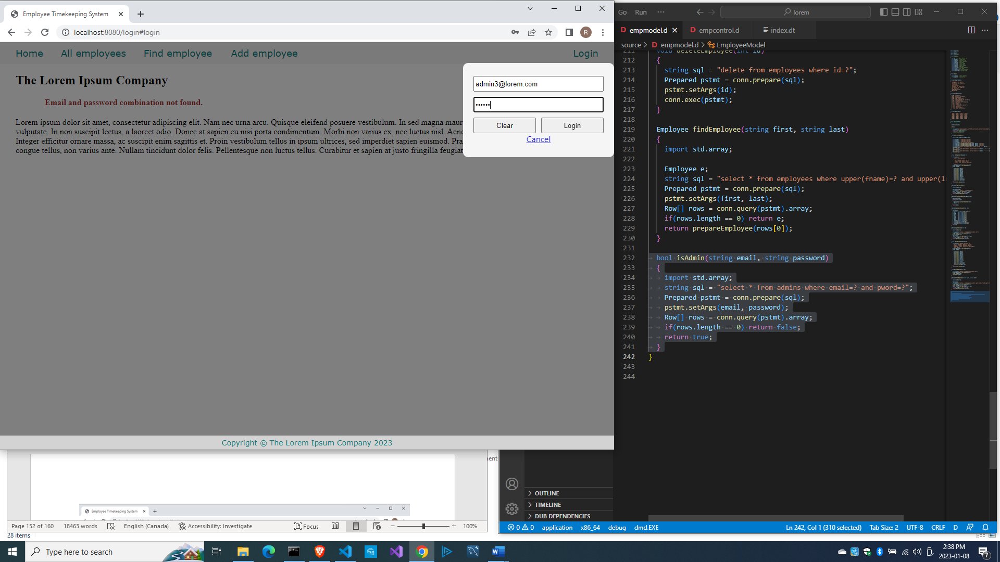 Employee Timekeeping System
localhost:8080/login#login
R
Home All employees Find employee Add employee Login
The Lorem Ipsum Company
Email and password combination not found.
Lorem ipsum dolor sit amet, consectetur adipiscing elit. Nam nec urna arcu. Quisque eleifend posuere vestibulum. In sed magna maur
vulputate. In non suscipit lectus, a laoreet odio. Donec at sapien eu nisi porta condimentum. Morbi non varius ex, nec luctus nisl. Aene
Integer efficitur ornare massa, ac suscipit enim sagittis et. Proin vestibulum tellus in ipsum ultrices, sed imperdiet sapien euismod. Pra
congue tellus, non varius ante. Nullam tincidunt dolor felis. Pellentesque non luctus tellus. Curabitur et sapien at justo fringilla feugiat
admin3@lorem.com
••••••
Clear Login
Cancel
Copyright © The Lorem Ipsum Company 2023
Go Run ··· lorem
empmodel.d empcontrol.d index.dt
source > empmodel.d > EmployeeModel
211 void deleteEmployee(int id)
212 {
213 string sql = "delete from employees where id=?";
214 Prepared pstmt = conn.prepare(sql);
215 pstmt.setArgs(id);
216 conn.exec(pstmt);
217 }
218
219 Employee findEmployee(string first, string last)
220 {
221 import std.array;
222
223 Employee e;
224 string sql = "select * from employees where upper(fname)=? and upper(ln
225 Prepared pstmt = conn.prepare(sql);
226 pstmt.setArgs(first, last);
227 Row[] rows = conn.query(pstmt).array;
228 if(rows.length == 0) return e;
229 return prepareEmployee(rows[0]);
230 }
231
232 bool isAdmin(string email, string password)
233 {
234 import std.array;
235 string sql = "select * from admins where email=? and pword=?";
236 Prepared pstmt = conn.prepare(sql);
237 pstmt.setArgs(email, password);
238 Row[] rows = conn.query(pstmt).array;
239 if(rows.length == 0) return false;
240 return true;
241 }
242 }
243
244
OUTLINE
TIMELINE
DUB DEPENDENCIES
0 0 application x86_64 debug dmd.EXE Ln 242, Col 1 (310 selected) Tab Size: 2 UTF-8 CRLF D
Employee Timekeeping System
Page 152 of 160 18463 words English (Canada) Accessibility: Investigate Focus 100%
28 items
Type here to search
2:38 PM
2023-01-08
7